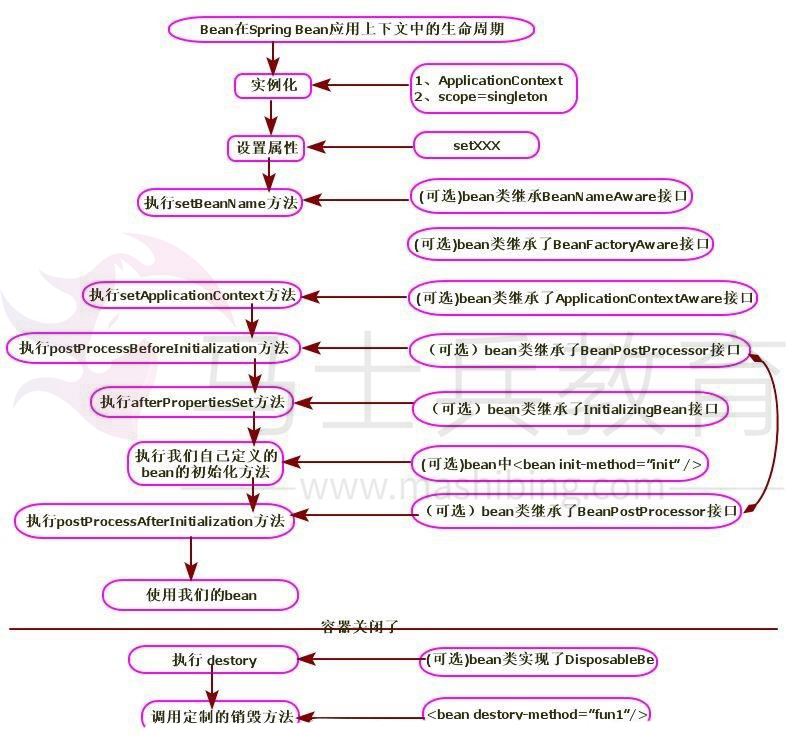 Bean在Spring Bean应用上下文中的生命周期
实例化
1、ApplicationContext
2、scope=singleton
设置属性
setXXX
执行setBeanName方法
(可选)bean类继承BeanNameAware接口
(可选)bean类继承了BeanFactoryAware接口
执行setApplicationContext方法
(可选)bean类继承了ApplicationContextAware接口
执行postProcessBeforeInitialization方法
（可选）bean类继承了BeanPostProcessor接口
执行afterPropertiesSet方法
（可选）bean类继承了InitializingBean接口
执行我们自己定义的
bean的初始化方法
(可选)bean中<bean init-method=“init” />
执行postProcessAfterInitialization方法
（可选）bean类继承了BeanPostProcessor接口
使用我们的bean
容器关闭了
执行 destory
(可选)bean类实现了DisposableBe
调用定制的销毁方法
<bean destory-method=“fun1”/>
马士兵教育
www.mashibing.com